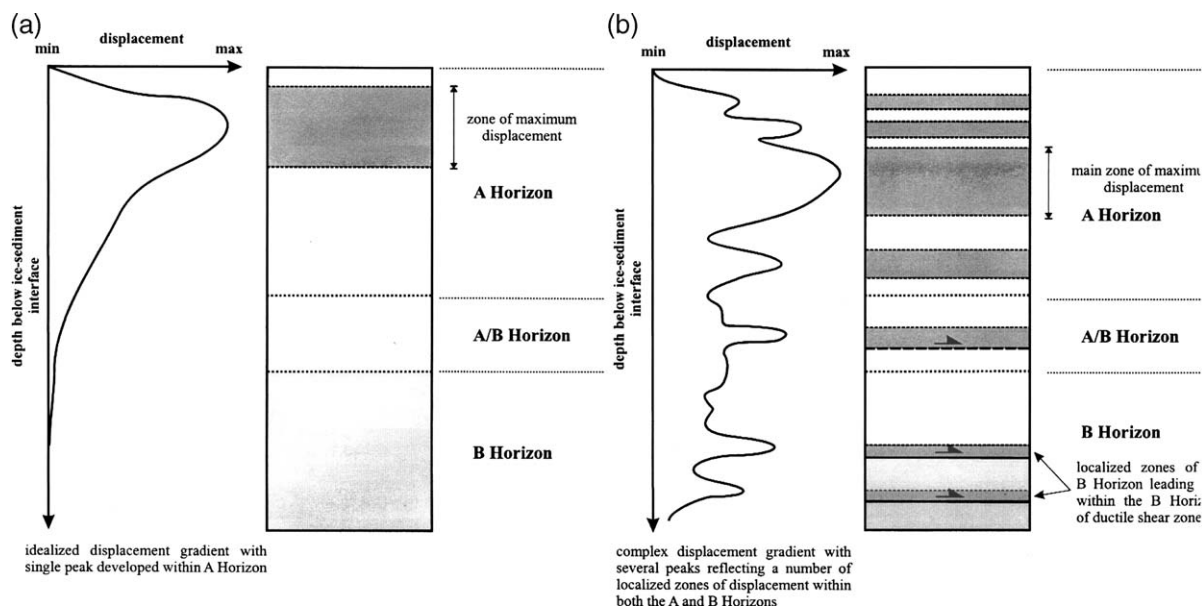 (a)
displacement
min
max
depth below ice-sediment
interface
zone of maximum
displacement
A Horizon
A/B Horizon
B Horizon
idealized displacement gradient with
single peak developed within A Horizon
(b)
displacement
min
max
depth below ice-sediment
interface
main zone of
displacement
A Horizon
A/B Horizon
B Horizon
localized zones of
B Horizon leading
within the B
of ductile shear
complex displacement gradient with
several peaks reflecting a number of
localized zones of displacement within
both the A and B Horizons